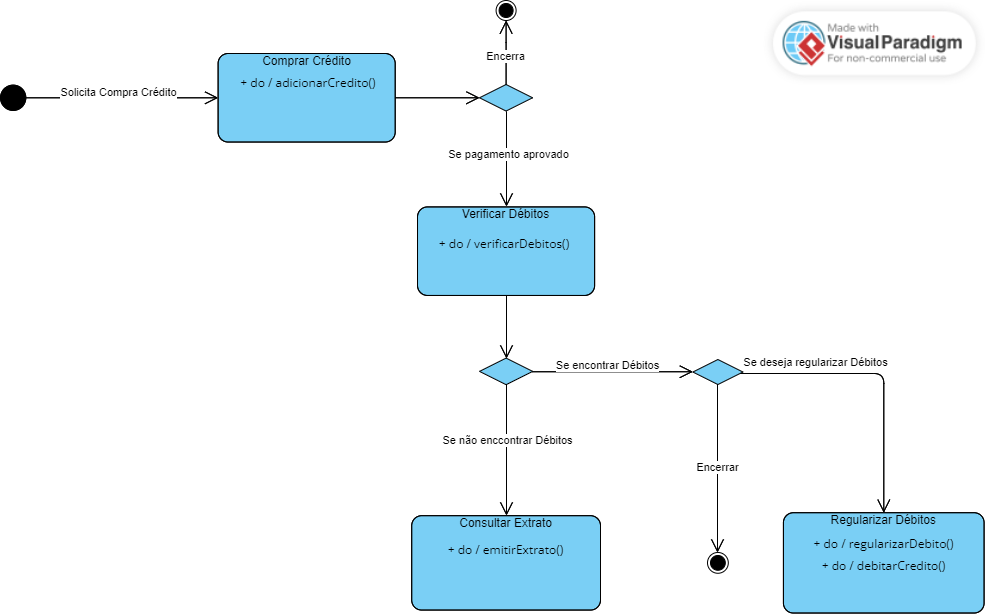 Made with
Visual Paradigm
For non-commercial use
Encerra
Solicita Compra Crédito
Comprar Crédito
+ do / adicionarCredito()
Se pagamento aprovado
Verificar Débitos
+ do / verificarDebitos()
Se encontrar Débitos
Se deseja regularizar Débitos
Se não enccontrar Débitos
Encerrar
Consultar Extrato
+ do / emitirExtrato()
Regularizar Débitos
+ do / regularizarDebito()
+ do / debitarCredito()